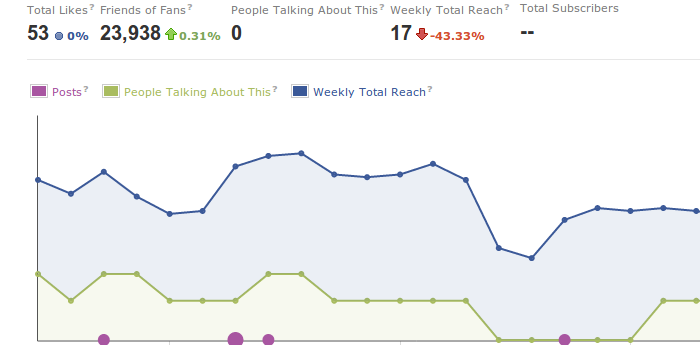 Total Likes? Friends of Fans? People Talking About This? Weekly Total Reach? Total Subscribers
53 0% 23,938 0.31% 0 17 -43.33% --
Posts? People Talking About This? Weekly Total Reach?